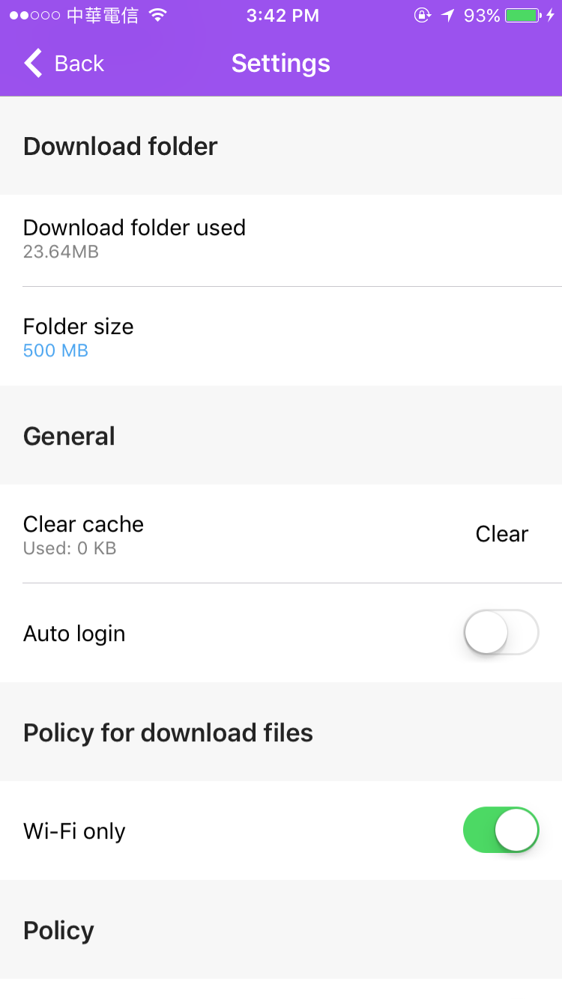 中華電信 3:42 PM 93%
Back Settings
Download folder
Download folder used
23.64MB
Folder size
500 MB
General
Clear cache
Used: 0 KB
Clear
Auto login
Policy for download files
Wi-Fi only
Policy